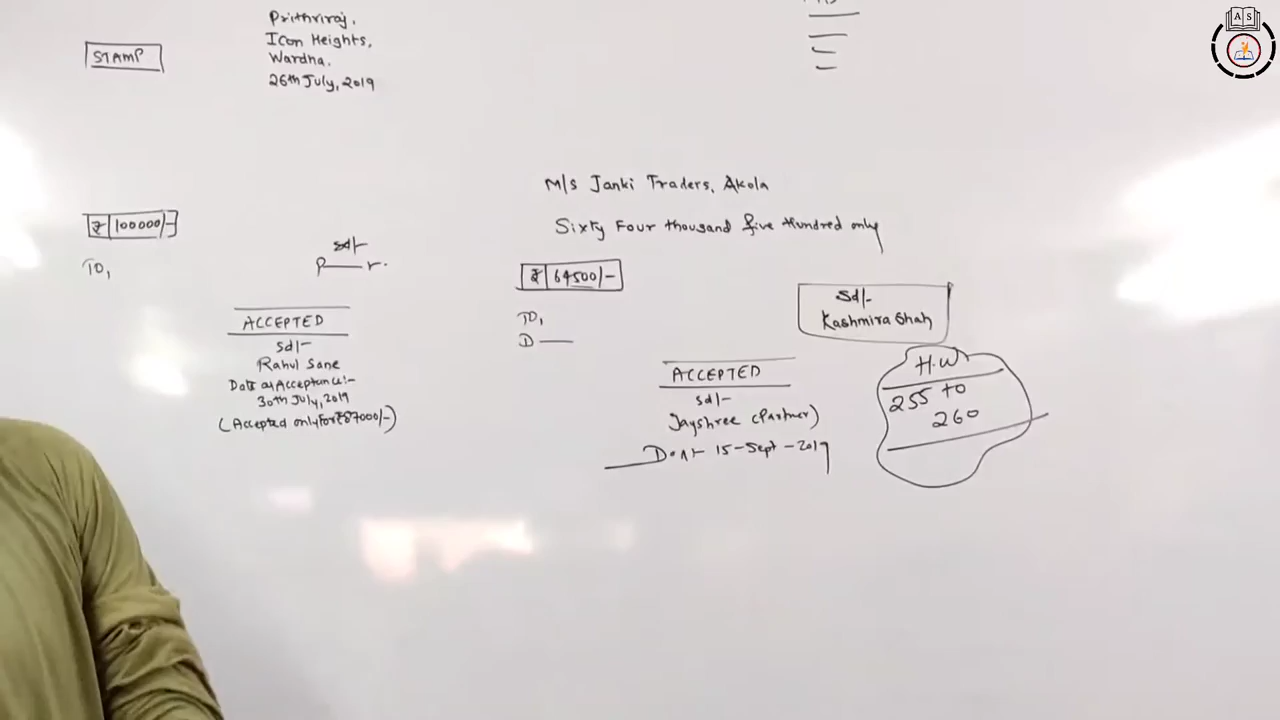 STAMP
Prithviraj,
Icon Heights,
Wardha.
26th July, 2019
₹ 100000/-
TO,
Sd/-
P r.
ACCEPTED
Sd/-
Rahul Sane
Date of Acceptance:-
30th July, 2019
(Accepted only for ₹87000/-)
M/S Janki Traders, Akola
Sixty Four thousand five Hundred only
₹ 64500/-
TO,
D
Sd/-
Kashmira Shah
ACCEPTED
Sd/-
Jayshree (Partner)
D.O.A:- 15-Sept-2019
H.W
255 to
260
A S